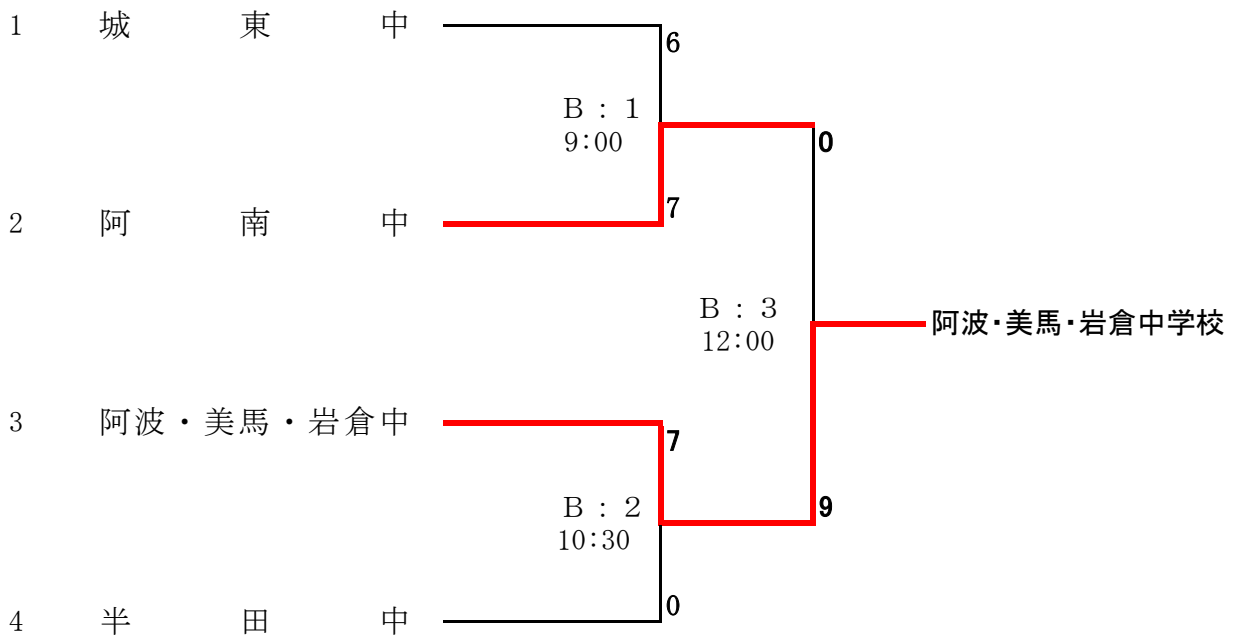 1 城東中
6
B:1
9:00
0
7
2 阿南中
B:3
12:00
阿波・美馬・岩倉中学校
3 阿波・美馬・岩倉中
7
B:2
10:30
9
0
4 半田中